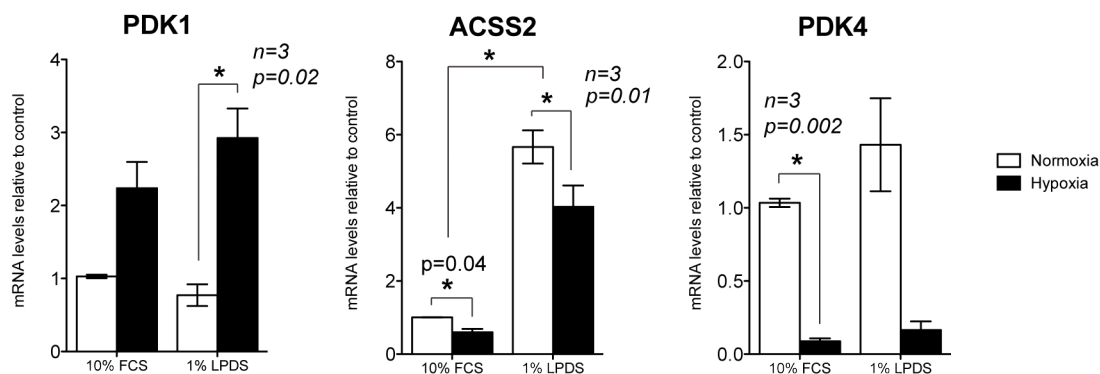 PDK1
mRNA levels relative to control
4
3
2
1
0
*
n=3
p=0.02
10% FCS
1% LPDS
ACSS2
mRNA levels relative to control
8
6
4
2
0
*
n=3
p=0.01
*
p=0.04
*
10% FCS
1% LPDS
PDK4
mRNA levels relative to control
2.0
1.5
1.0
0.5
0.0
n=3
p=0.002
*
10% FCS
1% LPDS
Normoxia
Hypoxia